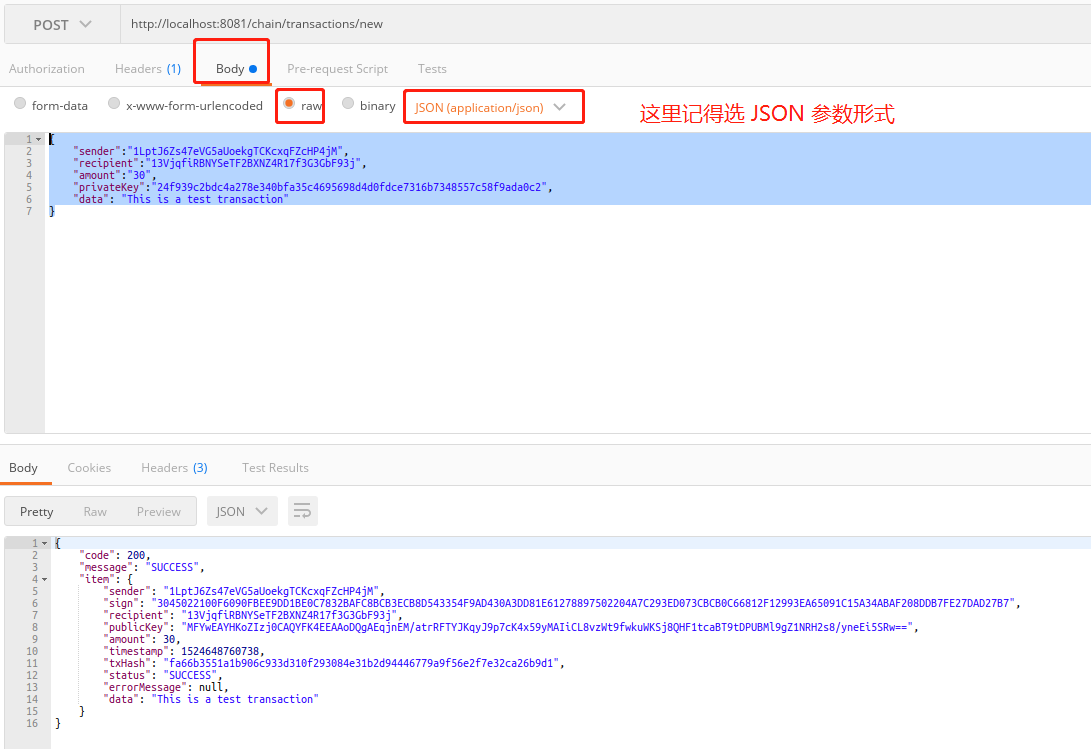 POST
http://localhost:8081/chain/transactions/new
Authorization Headers (1) Body Pre-request Script Tests
form-data x-www-form-urlencoded raw binary JSON (application/json) 这里记得选 JSON 参数形式
1 {
2 "sender":"1LptJ6Zs47eVG5aUoekgTCKcxqFZcHP4jM",
3 "recipient":"13VjqfiRBNYSeTF2BXNZ4R17f3G3GbF93j",
4 "amount":"30",
5 "privateKey":"24f939c2bdc4a278e340bfa35c4695698d4d0fdce7316b7348557c58f9ada0c2",
6 "data": "This is a test transaction"
7 }
Body Cookies Headers (3) Test Results
Pretty Raw Preview JSON
1 {
2 "code": 200,
3 "message": "SUCCESS",
4 "item": {
5 "sender": "1LptJ6Zs47eVG5aUoekgTCKcxqFZcHP4jM",
6 "sign": "3045022100F6090FBEE9DD1BE0C7832BAFC8BCB3ECB8D543354F9AD430A3DD81E61278897502204A7C293ED073CBCB0C66812F12993EA65091C15A34ABAF208DDB7FE27DAD27B7",
7 "recipient": "13VjqfiRBNYSeTF2BXNZ4R17f3G3GbF93j",
8 "publicKey": "MFYwEAYHKoZIzj0CAQYFK4EEAAoDQgAEqjnEM/atrRFTYJKqyJ9p7cK4x59yMAIiCL8vzWt9fwkuWKSj8QHF1tcaBT9tDPUBMl9gZ1NRH2s8/yneEi5SRw==",
9 "amount": 30,
10 "timestamp": 1524648760738,
11 "txHash": "fa66b3551a1b906c933d310f293084e31b2d94446779a9f56e2f7e32ca26b9d1",
12 "status": "SUCCESS",
13 "errorMessage": null,
14 "data": "This is a test transaction"
15 }
16 }